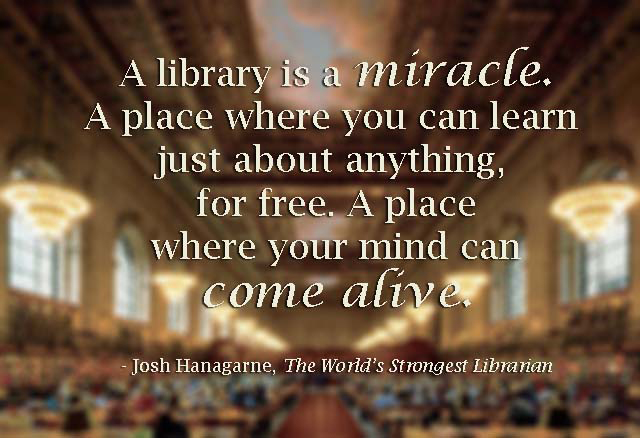 A library is a miracle.
A place where you can learn
just about anything,
for free. A place
where your mind can
come alive.
- Josh Hanagarne, The World's Strongest Librarian